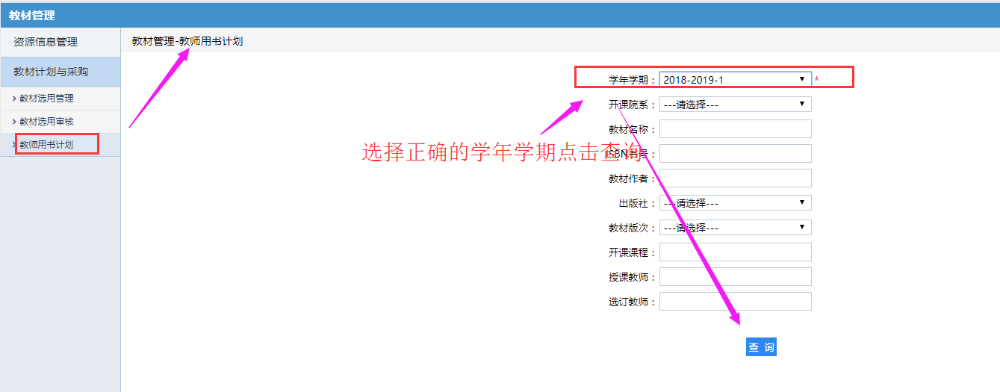 教材管理
资源信息管理
教材计划与采购
教材选用管理
教材选用审核
教师用书计划
教材管理-教师用书计划
学年学期： 2018-2019-1 *
开课院系： ---请选择---
教材名称：
选择正确的学年学期点击查询
ISBN书号：
教材作者：
出版社： ---请选择---
教材版次： ---请选择---
开课课程：
授课教师：
选订教师：
查 询